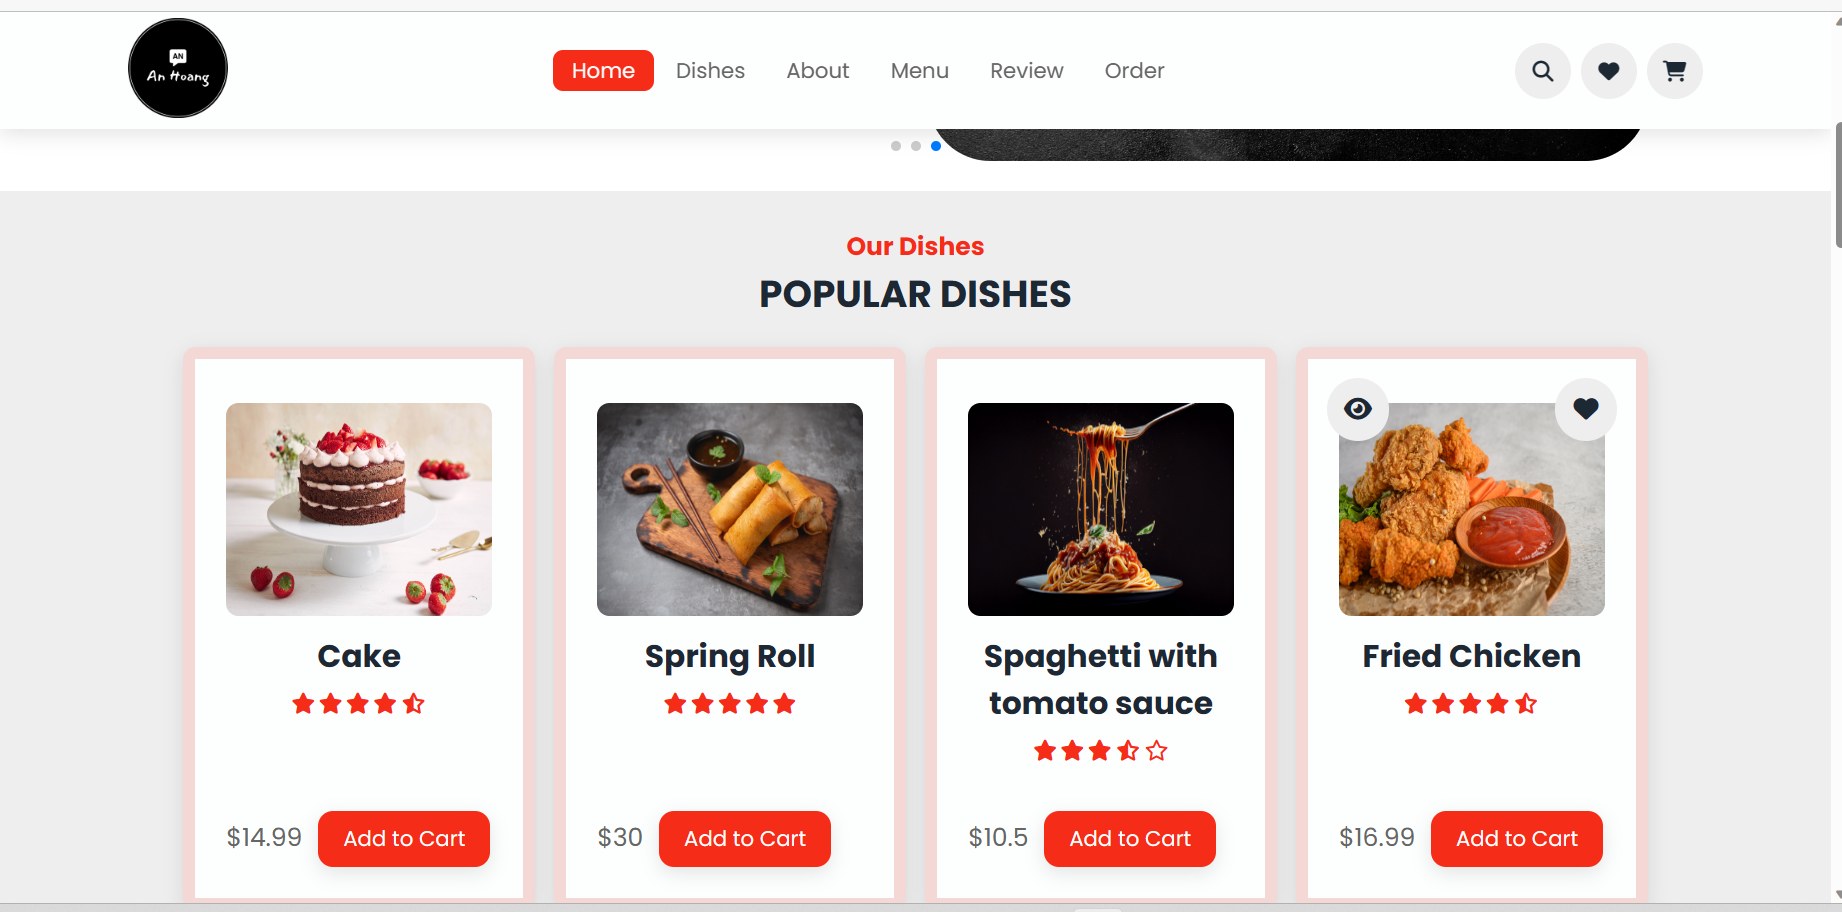 AN
An Hoang
Home Dishes About Menu Review Order
Our Dishes
POPULAR DISHES
Cake
Spring Roll
Spaghetti with
tomato sauce
Fried Chicken
$14.99 Add to Cart
$30 Add to Cart
$10.5 Add to Cart
$16.99 Add to Cart